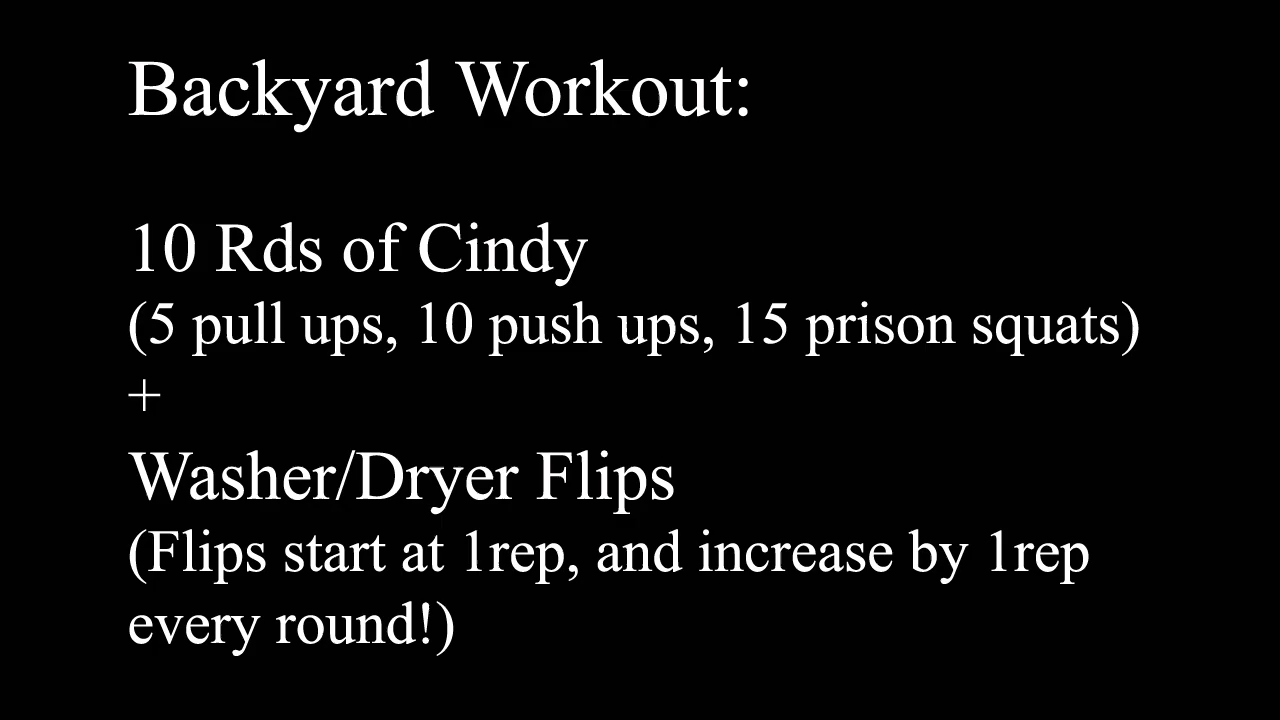 Backyard Workout:
10 Rds of Cindy
(5 pull ups, 10 push ups, 15 prison squats)
+
Washer/Dryer Flips
(Flips start at 1rep, and increase by 1rep
every round!)